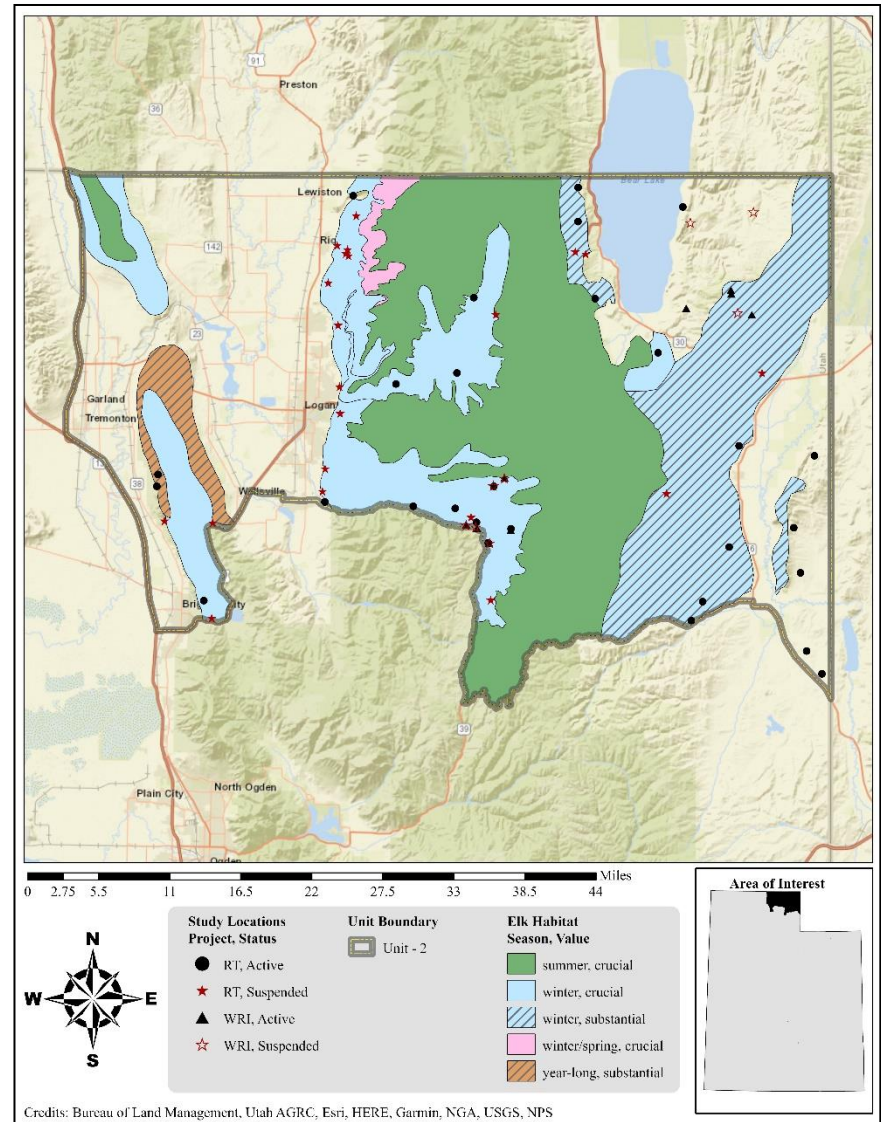 91
Preston
36
Lewiston
Bear Lake
142
23
30
Garland
Tremonton
Logan
13
38
Wellsville
39
Plain City
North Ogden
Ogden
Utah
Miles
0 2.75 5.5 11 16.5 22 27.5 33 38.5 44
Area of Interest
Study Locations
Project, Status
RT, Active
RT, Suspended
WRI, Active
WRI, Suspended
Unit Boundary
Unit - 2
Elk Habitat
Season, Value
summer, crucial
winter, crucial
winter, substantial
winter/spring, crucial
year-long, substantial
N
W
E
S
Credits: Bureau of Land Management, Utah AGRC, Esri, HERE, Garmin, NGA, USGS, NPS